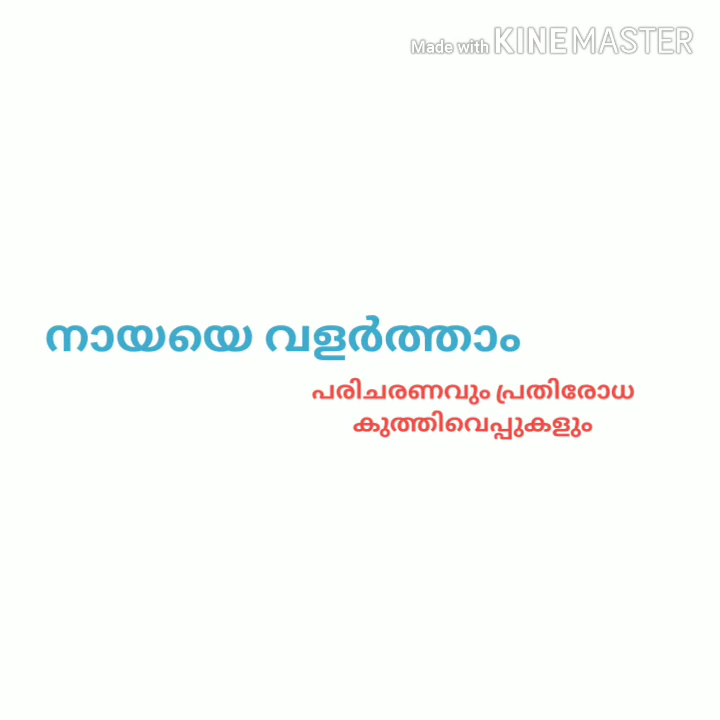 Made with KINEMASTER
നായയെ വളർത്താം
പരിചരണവും പ്രതിരോധ
കുത്തിവെപ്പുകളും